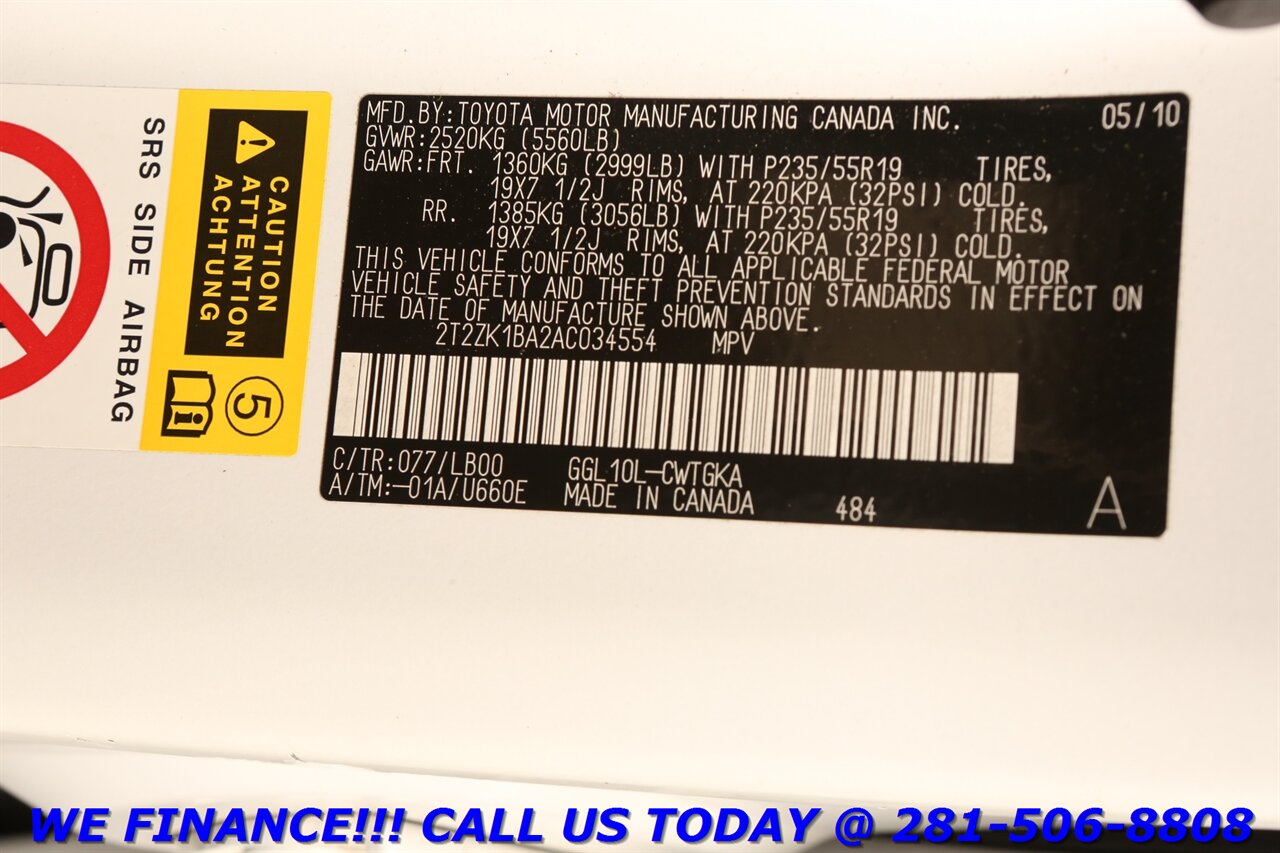 SRS SIDE AIRBAG
CAUTION
ATTENTION
ACHTUNG
5
MFD.BY:TOYOTA MOTOR MANUFACTURING CANADA INC. 05/10
GVWR:2520KG (5560LB)
GAWR:FRT. 1360KG (2999LB) WITH P235/55R19 TIRES,
19X7 1/2J RIMS, AT 220KPA (32PSI) COLD.
RR. 1385KG (3056LB) WITH P235/55R19 TIRES,
19X7 1/2J RIMS, AT 220KPA (32PSI) COLD.
THIS VEHICLE CONFORMS TO ALL APPLICABLE FEDERAL MOTOR
VEHICLE SAFETY AND THEFT PREVENTION STANDARDS IN EFFECT ON
THE DATE OF MANUFACTURE SHOWN ABOVE.
2T2ZK1BA2AC034554 MPV
C/TR:077/LB00 GGL10L-CWTGKA
A/TM:-01A/U660E MADE IN CANADA 484 A
WE FINANCE!!! CALL US TODAY @ 281-506-8808